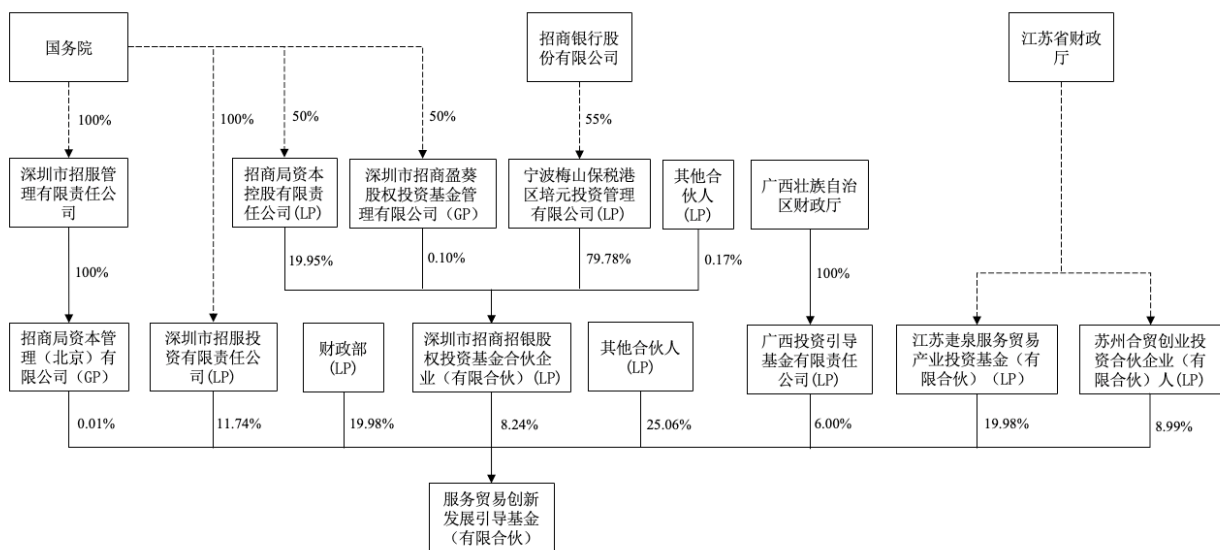 国务院
招商银行股
份有限公司
江苏省财政
厅
100%
100%
50%
50%
55%
深圳市招服管
理有限责任公
司
招商局资本
控股有限责
任公司(LP)
深圳市招商盈葵
股权投资基金管
理有限公司（GP）
宁波梅山保税港
区培元投资管理
有限公司(LP)
其他合
伙人
(LP)
广西壮族自治
区财政厅
100%
19.95%
0.10%
79.78%
0.17%
100%
招商局资本管
理（北京）有
限公司（GP）
深圳市招服投
资有限责任公
司(LP)
财政部
(LP)
深圳市招商招银股
权投资基金合伙企
业（有限合伙）(LP)
其他合伙人
(LP)
广西投资引导
基金有限责任
公司(LP)
江苏疌泉服务贸易
产业投资基金（有
限合伙）（LP）
苏州合贸创业投
资合伙企业（有
限合伙）人(LP)
0.01%
11.74%
19.98%
8.24%
25.06%
6.00%
19.98%
8.99%
服务贸易创新
发展引导基金
（有限合伙）